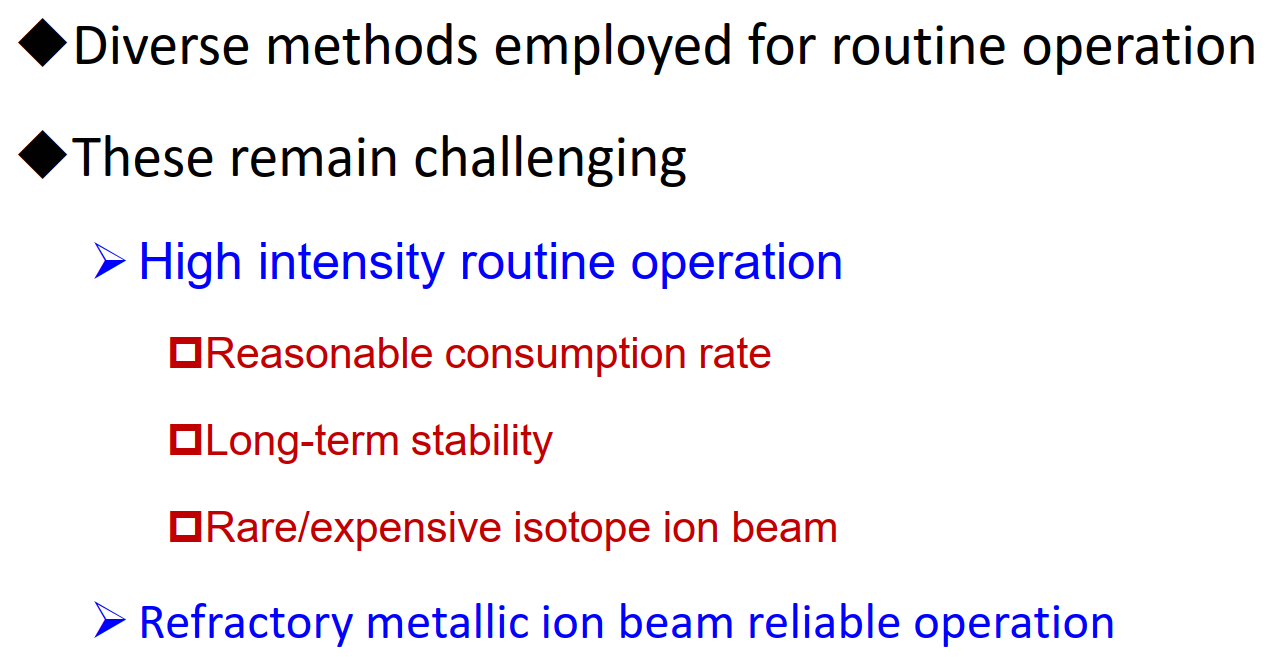 ◆Diverse methods employed for routine operation
◆These remain challenging
➢ High intensity routine operation
❑Reasonable consumption rate
❑Long-term stability
❑Rare/expensive isotope ion beam
➢ Refractory metallic ion beam reliable operation